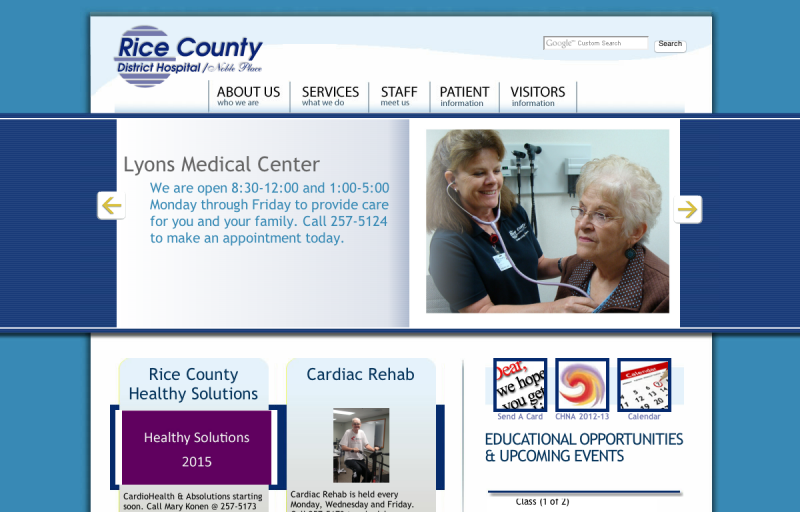 Rice County
District Hospital / Noble Place
Google™ Custom Search
Search
ABOUT US
who we are
SERVICES
what we do
STAFF
meet us
PATIENT
information
VISITORS
information
Lyons Medical Center
We are open 8:30-12:00 and 1:00-5:00
Monday through Friday to provide care
for you and your family. Call 257-5124
to make an appointment today.
Rice County
Healthy Solutions
Healthy Solutions
2015
CardioHealth & Absolutions starting
soon. Call Mary Konen @ 257-5173
Cardiac Rehab
Cardiac Rehab is held every
Monday, Wednesday and Friday.
Dear,
we hope
you get
Send A Card
CHNA 2012-13
Calendar
Calendar
EDUCATIONAL OPPORTUNITIES
& UPCOMING EVENTS
Class (1 of 2)